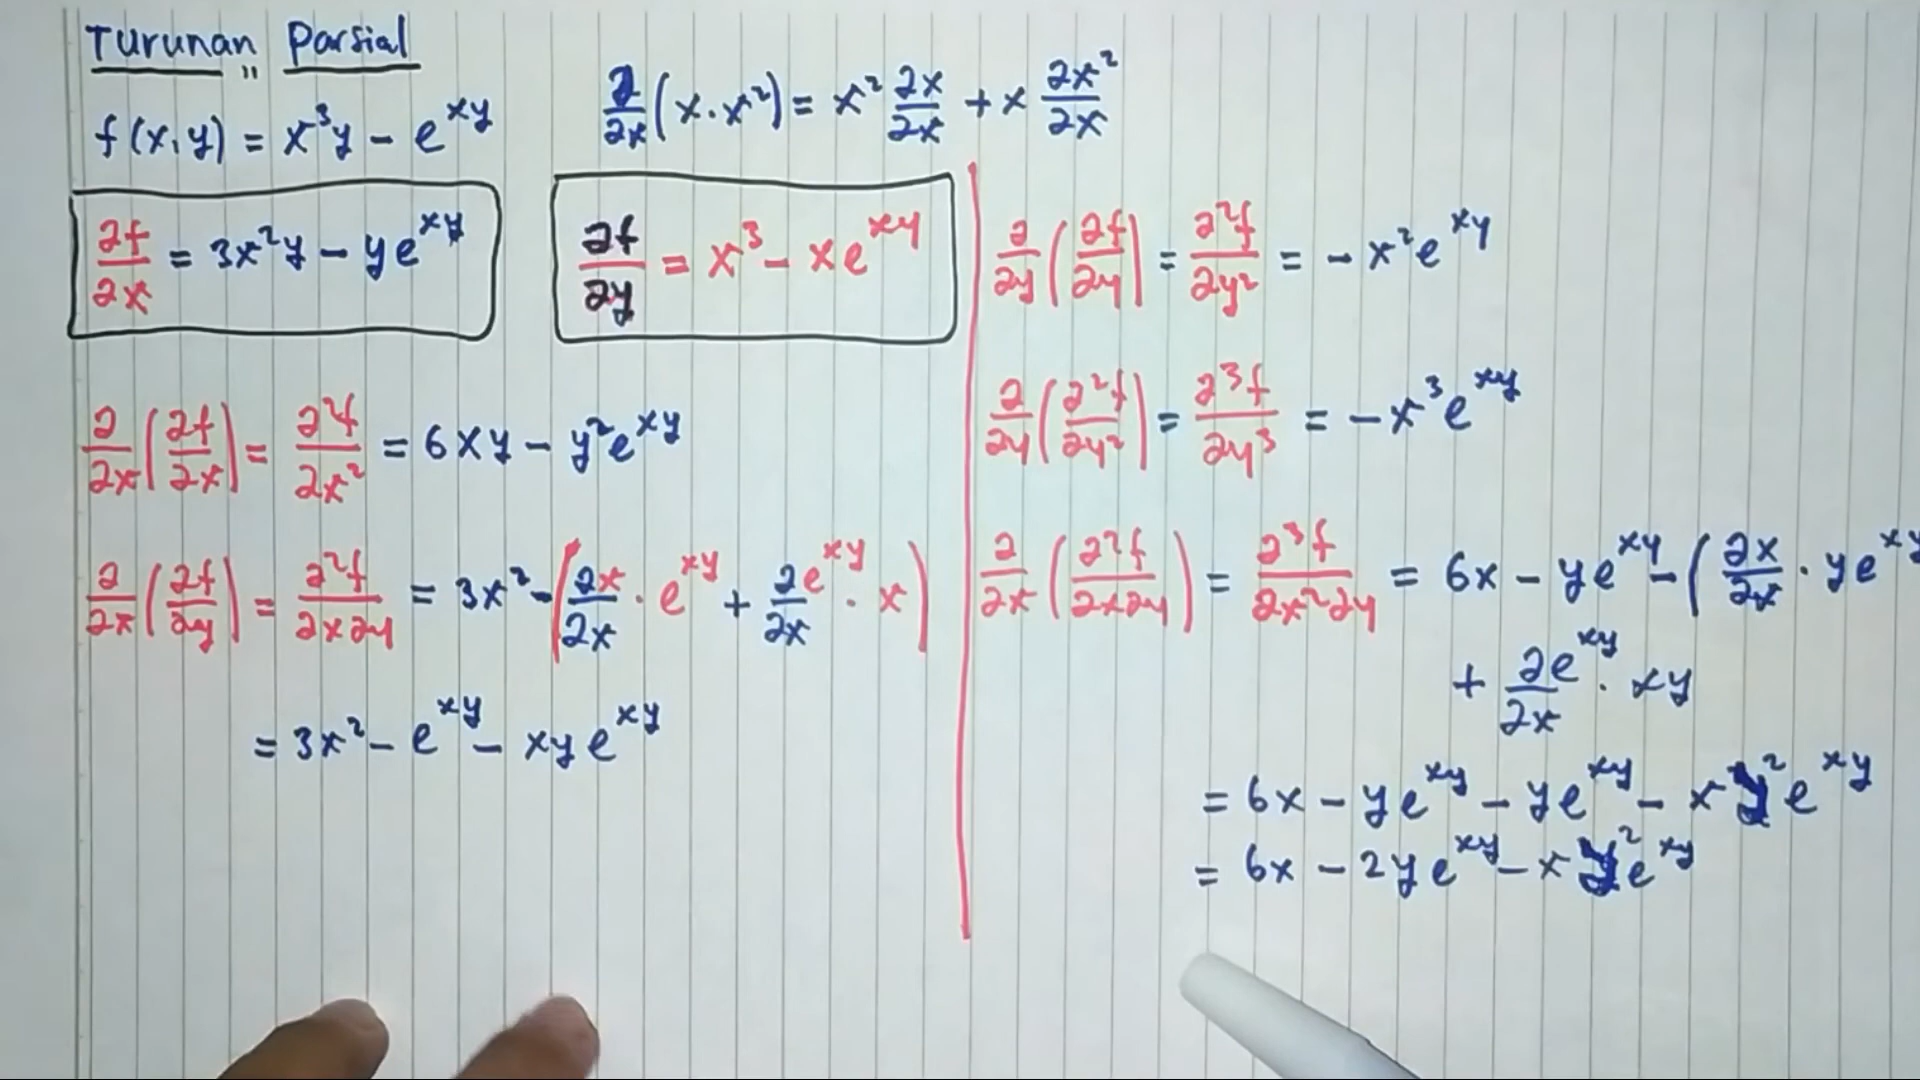 Turunan Parsial
f(x,y) = x³y - e^xy
∂/∂x (x.x²) = x² ∂x/∂x + x ∂x²/∂x
∂f/∂x = 3x²y - ye^xy
∂f/∂y = x³ - xe^xy
∂/∂x (∂f/∂x) = ∂²f/∂x² = 6xy - y²e^xy
∂/∂x (∂f/∂y) = ∂²f/∂x∂y = 3x² - (∂x/∂x . e^xy + ∂e^xy/∂x . x)
= 3x² - e^xy - xye^xy
∂/∂y (∂f/∂y) = ∂²f/∂y² = - x²e^xy
∂/∂y (∂²f/∂y²) = ∂³f/∂y³ = - x³e^xy
∂/∂x (∂²f/∂x∂y) = ∂³f/∂x²∂y = 6x - ye^xy - (∂x/∂x . ye^xy
+ ∂e^xy/∂x . xy
= 6x - ye^xy - ye^xy - xy²e^xy
= 6x - 2ye^xy - xy²e^xy